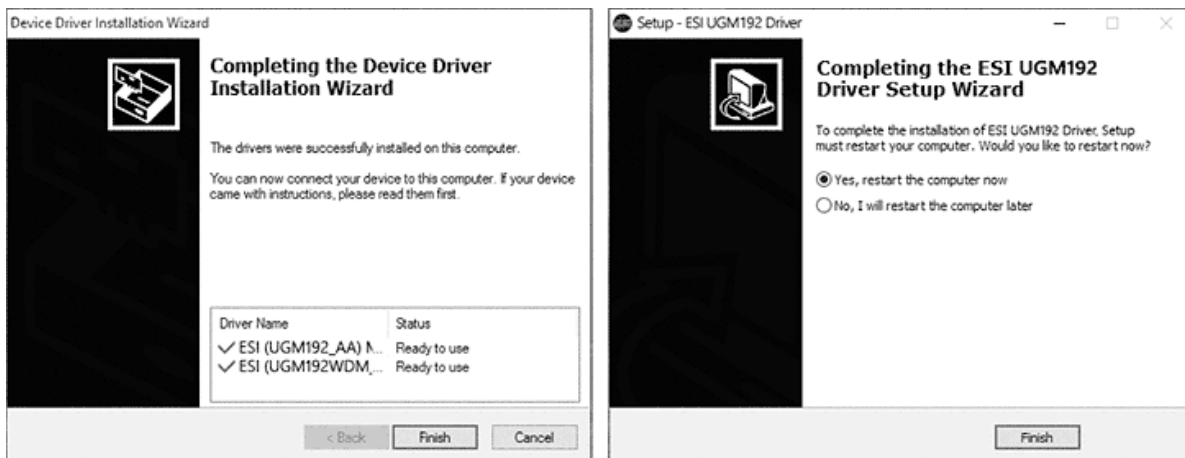 Device Driver Installation Wizard
Completing the Device Driver
Installation Wizard
The drivers were successfully installed on this computer.
You can now connect your device to this computer. If your device
came with instructions, please read them first.
Driver Name Status
ESI (UGM192_AA) M... Ready to use
ESI (UGM192WDM_... Ready to use
< Back Finish Cancel
Setup - ESI UGM192 Driver
Completing the ESI UGM192
Driver Setup Wizard
To complete the installation of ESI UGM192 Driver, Setup
must restart your computer. Would you like to restart now?
Yes, restart the computer now
No, I will restart the computer later
Finish